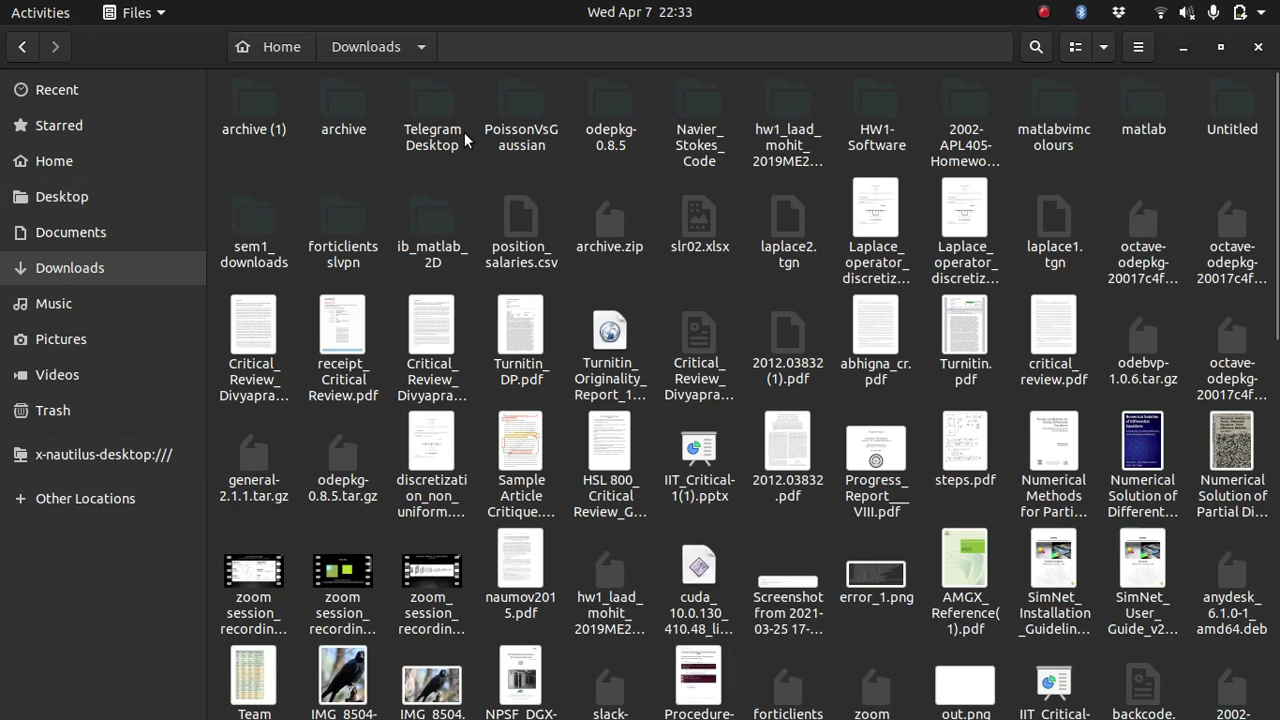 Activities Files Wed Apr 7 22:33
Home Downloads
Recent
Starred
Home
Desktop
Documents
Downloads
Music
Pictures
Videos
Trash
x-nautilus-desktop:///
Other Locations
archive (1)
archive
Telegram
Desktop
PoissonVsG
aussian
odepkg-
0.8.5
Navier_
Stokes_
Code
hw1_laad_
mohit_
2019ME2...
HW1-
Software
2002-
APL405-
Homewo...
matlabvimc
olours
matlab
Untitled
sem1_
downloads
forticlients
slvpn
ib_matlab_
2D
position_
salaries.csv
archive.zip
slr02.xlsx
laplace2.
tgn
Laplace_
operator_
discretiz...
Laplace_
operator_
discretiz...
laplace1.
tgn
octave-
odepkg-
20017c4f...
octave-
odepkg-
20017c4f...
Critical_
Review_
Divyapra...
receipt_
Critical
Review.pdf
Critical_
Review_
Divyapra...
Turnitin_
DP.pdf
Turnitin_
Originality_
Report_1...
Critical_
Review_
Divyapra...
2012.03832
(1).pdf
abhigna_cr.
pdf
Turnitin.
pdf
critical_
review.pdf
odebvp-
1.0.6.tar.gz
octave-
odepkg-
20017c4f...
general-
2.1.1.tar.gz
odepkg-
0.8.5.tar.gz
discretizati
on_non_
uniform....
Sample
Article
Critique....
HSL 800_
Critical
Review_G...
IIT_Critical-
1(1).pptx
2012.03832
.pdf
Progress_
Report___
VIII.pdf
steps.pdf
Numerical
Methods
for Parti...
Numerical
Solution of
Different...
Numerical
Solution of
Partial Di...
zoom
session_
recordin...
zoom
session_
recordin...
zoom_
session_
recordin...
naumov201
5.pdf
hw1_laad_
mohit_
2019ME2...
cuda_
10.0.130_
410.48_li...
Screenshot
from 2021-
03-25 17-...
error_1.png
AMGX_
Reference(
1).pdf
SimNet_
Installation
_Guidelin...
SimNet_
User_
Guide_v2...
anydesk_
6.1.0-1_
amd64.deb
Team
IMG_8504-
IMG_8504.
NPSF_DGX-
slack-
Procedure-
forticlients
zoom
out.png
IIT_Critical-
backcode.
2002-